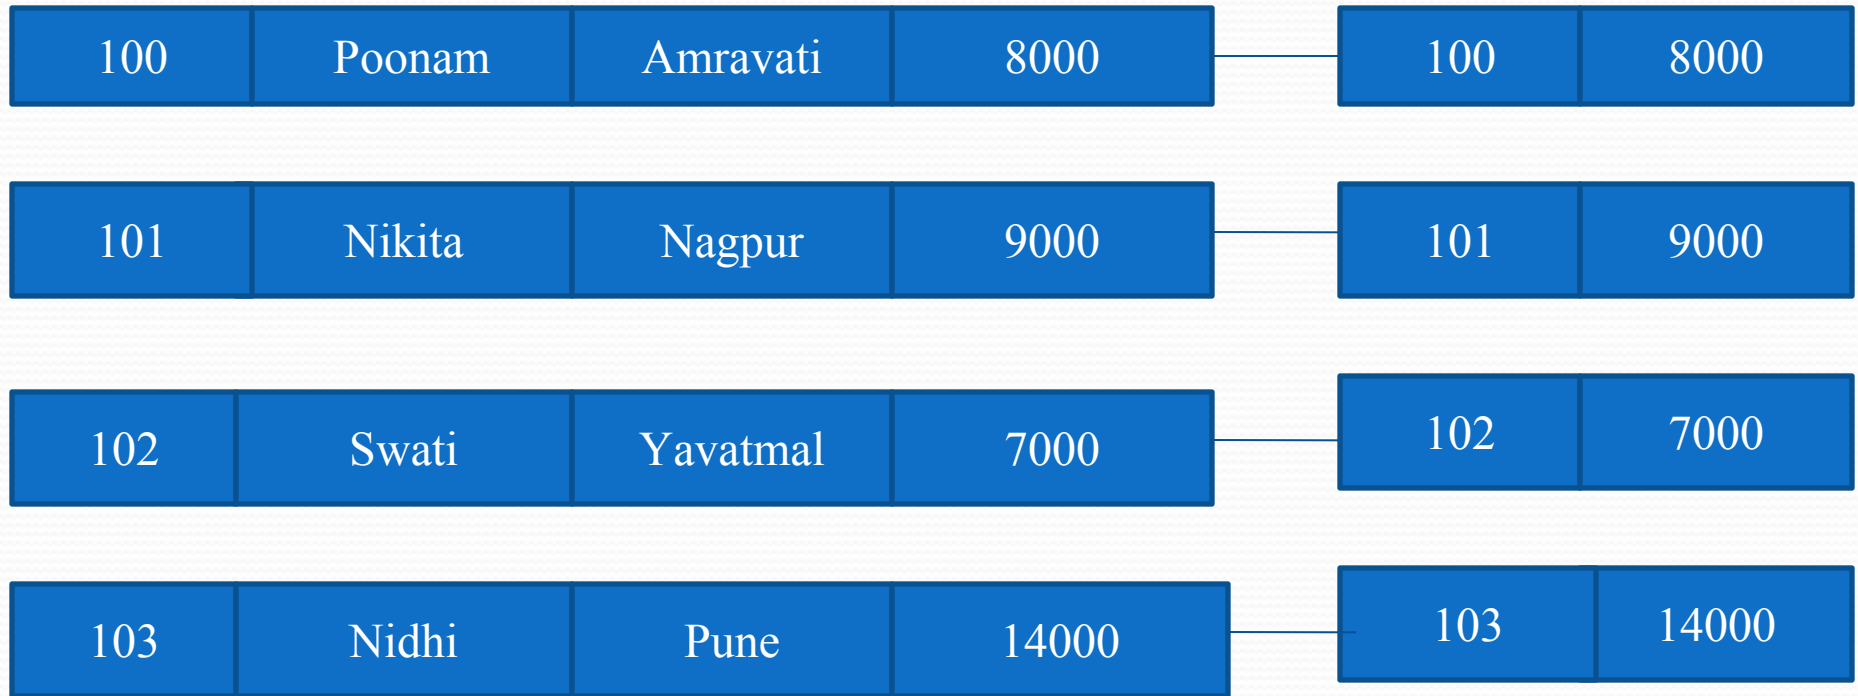 100 Poonam Amravati 8000 100 8000
101 Nikita Nagpur 9000 101 9000
102 Swati Yavatmal 7000 102 7000
103 Nidhi Pune 14000 103 14000